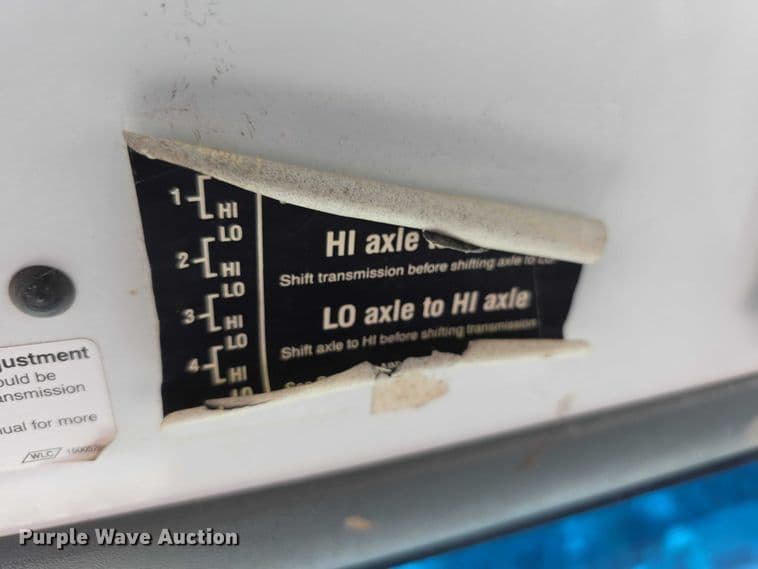 1
HI
LO
2
HI
LO
3
HI
LO
4
HI
LO
HI axle
Shift transmission before shifting axle to
LO axle to HI axle
Shift axle to HI before shifting transmission
justment
ould be
ansmission
ual for more
WLC
Purple Wave Auction